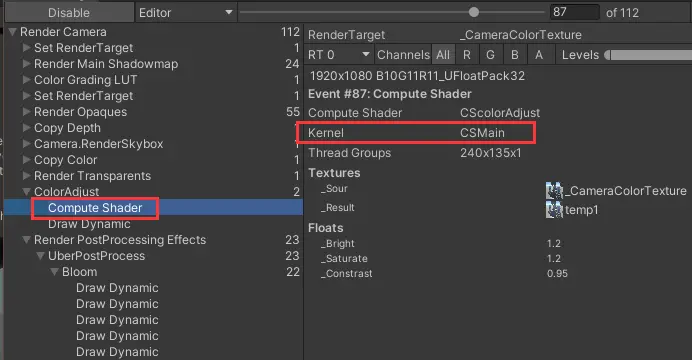 Disable Editor 87 of 112
Render Camera 112
Set RenderTarget 1
Render Main Shadowmap 24
Color Grading LUT 1
Set RenderTarget 1
Render Opaques 55
Copy Depth
Camera.RenderSkybox
Copy Color 1
Render Transparents 1
ColorAdjust 2
Compute Shader
Draw Dynamic
Render PostProcessing Effects 23
UberPostProcess 23
Bloom 22
Draw Dynamic
Draw Dynamic
Draw Dynamic
Draw Dynamic
Draw Dynamic
RenderTarget _CameraColorTexture
RT 0 Channels All R G B A Levels
1920x1080 B10G11R11_UFloatPack32
Event #87: Compute Shader
Compute Shader CScolorAdjust
Kernel CSMain
Thread Groups 240x135x1
Textures
_Sour _CameraColorTexture
_Result temp1
Floats
_Bright 1.2
_Saturate 1.2
_Constrast 0.95